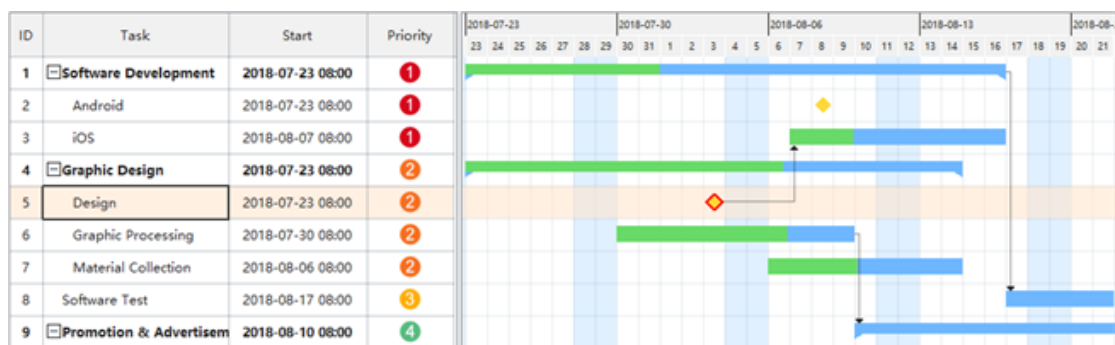 ID Task Start Priority 2018-07-23 2018-07-30 2018-08-06 2018-08-13 2018-08-
23 24 25 26 27 28 29 30 31 1 2 3 4 5 6 7 8 9 10 11 12 13 14 15 16 17 18 19 20 21
1 Software Development 2018-07-23 08:00 1
2 Android 2018-07-23 08:00 1
3 iOS 2018-08-07 08:00 1
4 Graphic Design 2018-07-23 08:00 2
5 Design 2018-07-23 08:00 2
6 Graphic Processing 2018-07-30 08:00 2
7 Material Collection 2018-08-06 08:00 2
8 Software Test 2018-08-17 08:00 3
9 Promotion & Advertisem 2018-08-10 08:00 4